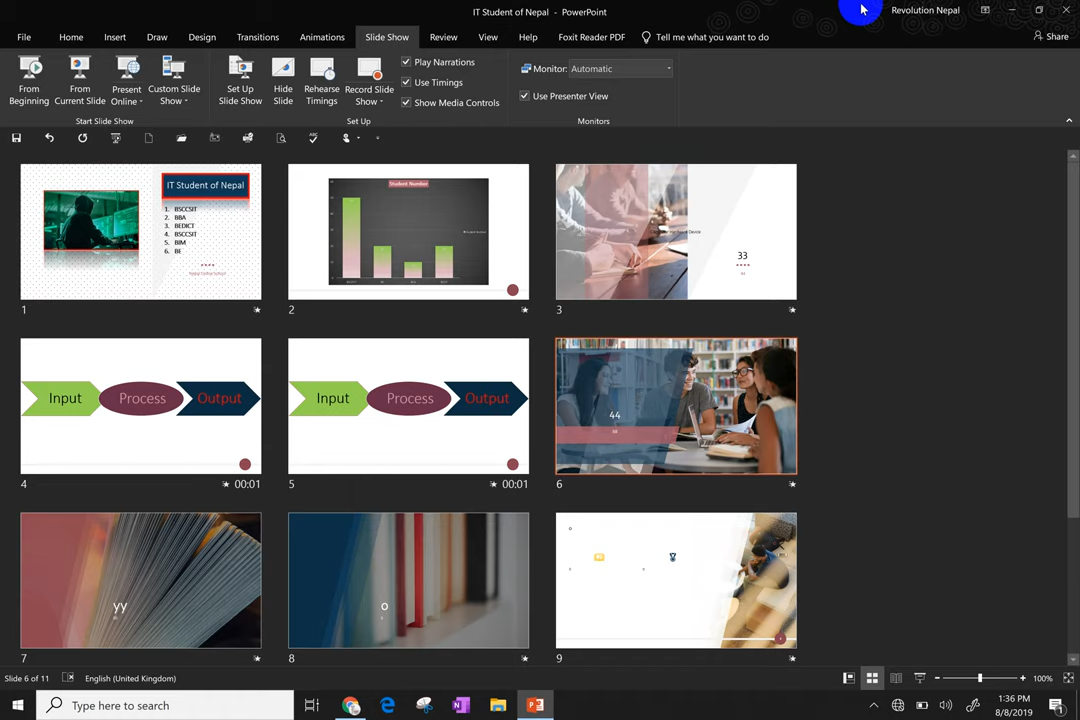 IT Student of Nepal - PowerPoint
Revolution Nepal
File Home Insert Draw Design Transitions Animations Slide Show Review View Help Foxit Reader PDF Tell me what you want to do Share
From Beginning
From Current Slide
Present Online
Custom Slide Show
Set Up Slide Show
Hide Slide
Rehearse Timings
Record Slide Show
Play Narrations
Use Timings
Show Media Controls
Monitor: Automatic
Use Presenter View
Start Slide Show
Set Up
Monitors
IT Student of Nepal
1. BSCCSIT
2. BBA
3. BEDICT
4. BSCCSIT
5. BIM
6. BE
Nepal Online School
1
Student Number
2
33
3
Input Process Output
4 00:01
Input Process Output
5 00:01
44
6
yy
7
o
8
9
Slide 6 of 11 English (United Kingdom) 100%
Type here to search
1:36 PM
8/8/2019